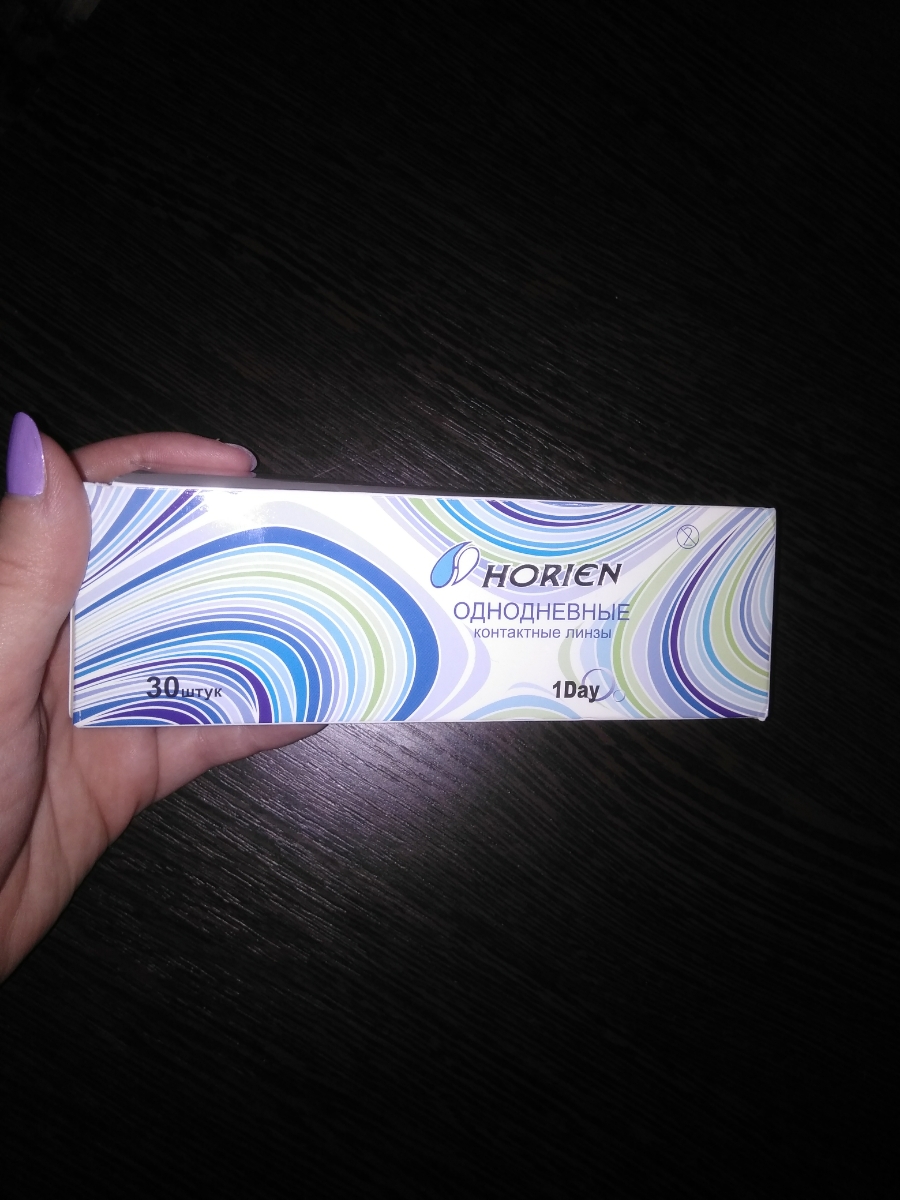 HORIEN
ОДНОДНЕВНЫЕ
контактные линзы
30штук
1Day